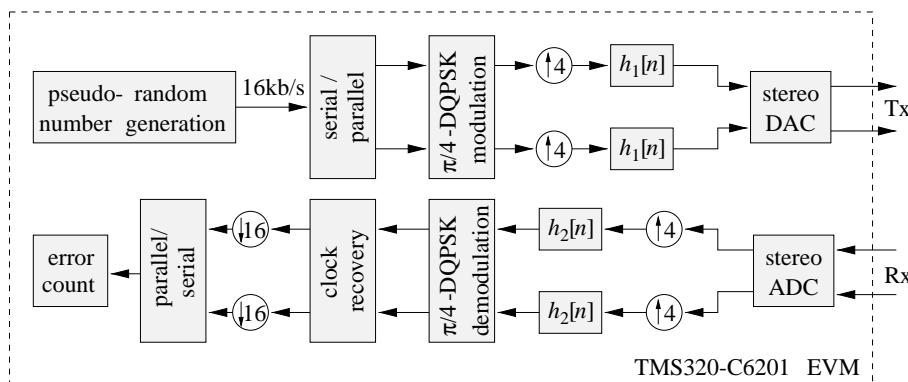 pseudo- random
number generation
16kb/s
serial /
parallel
π/4-DQPSK
modulation
↑4
h₁[n]
↑4
h₁[n]
stereo
DAC
Tx
error
count
parallel/
serial
↓16
↓16
clock
recovery
π/4-DQPSK
demodulation
h₂[n]
↑4
h₂[n]
↑4
stereo
ADC
Rx
TMS320-C6201 EVM